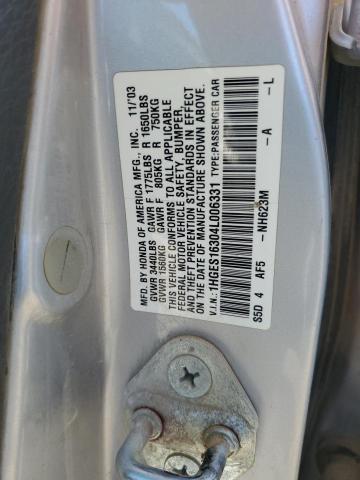 MFD. BY HONDA OF AMERICA MFG., INC. 11/'03
GVWR 3440LBS GAWR F 1775LBS R 1650LBS
GVWR 1560KG GAWR F 805KG R 750KG
THIS VEHICLE CONFORMS TO ALL APPLICABLE
FEDERAL MOTOR VEHICLE SAFETY, BUMPER,
AND THEFT PREVENTION STANDARDS IN EFFECT
ON THE DATE OF MANUFACTURE SHOWN ABOVE.
V.I.N.: 1HGES16304L006331 TYPE:PASSENGER CAR
S5D 4 AF5 -NH623M -A -L